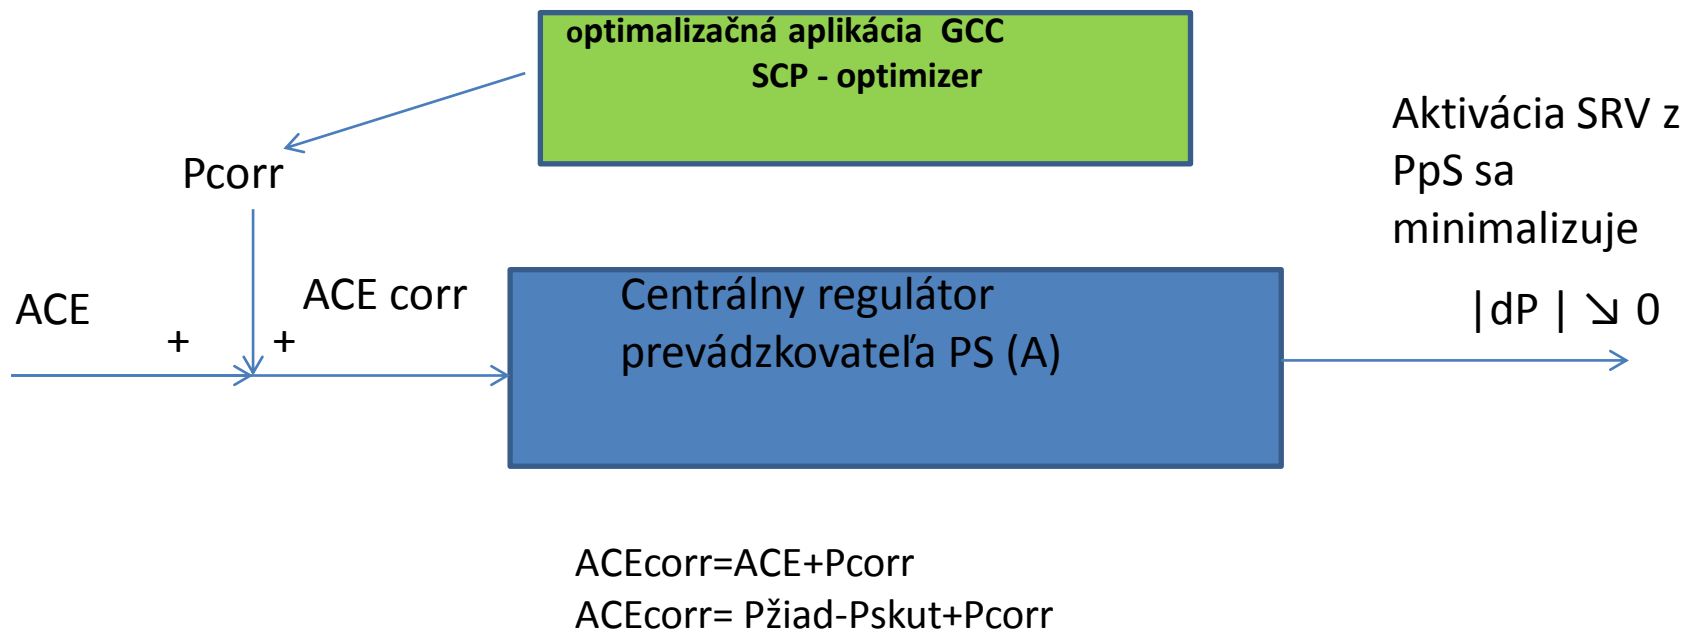 optimalizačná aplikácia  GCC
SCP - optimizer
Aktivácia SRV z
PpS sa
minimalizuje
Pcorr
ACE
ACE corr
+
+
Centrálny regulátor
prevádzkovateľa PS (A)
|dP | ↘ 0
ACEcorr=ACE+Pcorr
ACEcorr= Pžiad-Pskut+Pcorr